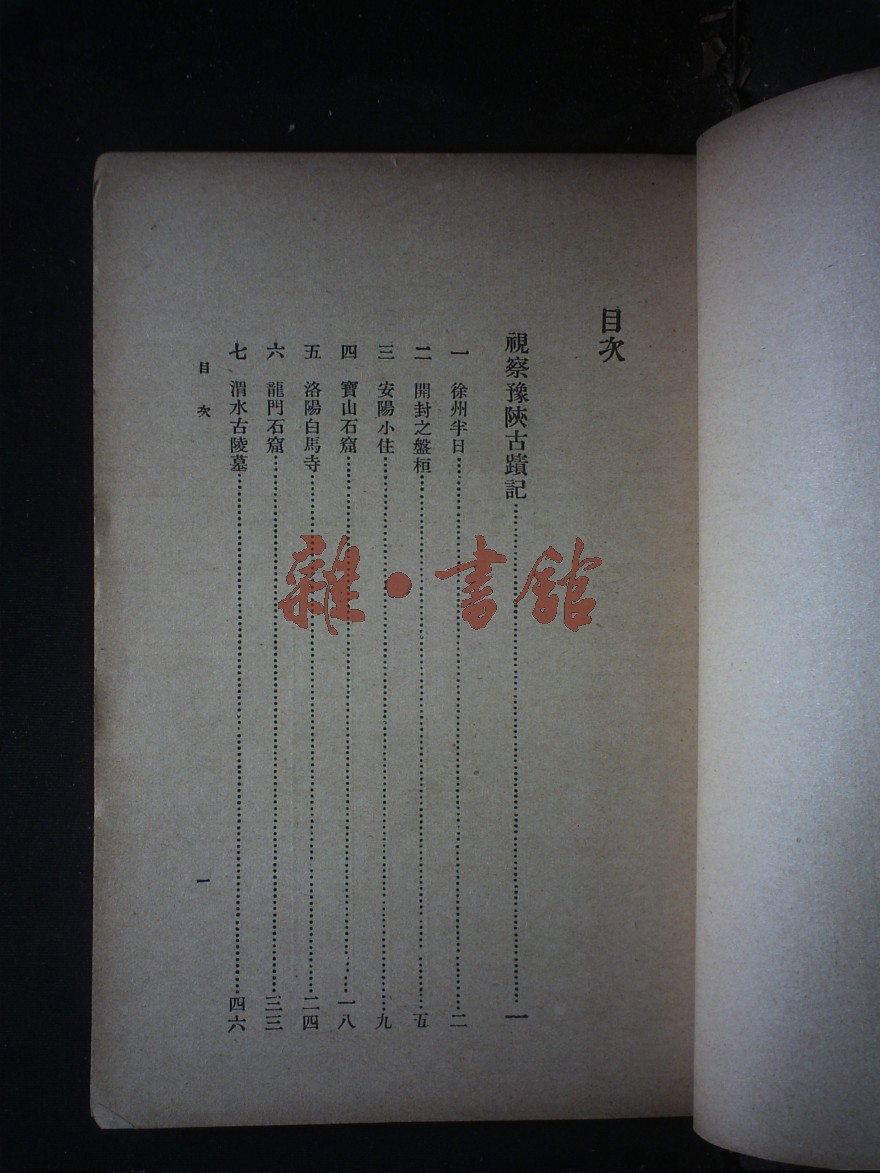 目次
視察豫陝古蹟記……一
一 徐州半日……二
二 開封之盤桓……五
三 安陽小住……九
四 寶山石窟……一八
五 洛陽白馬寺……二四
六 龍門石窟……三三
七 渭水古陵墓……四六
目次 一
雜·書館